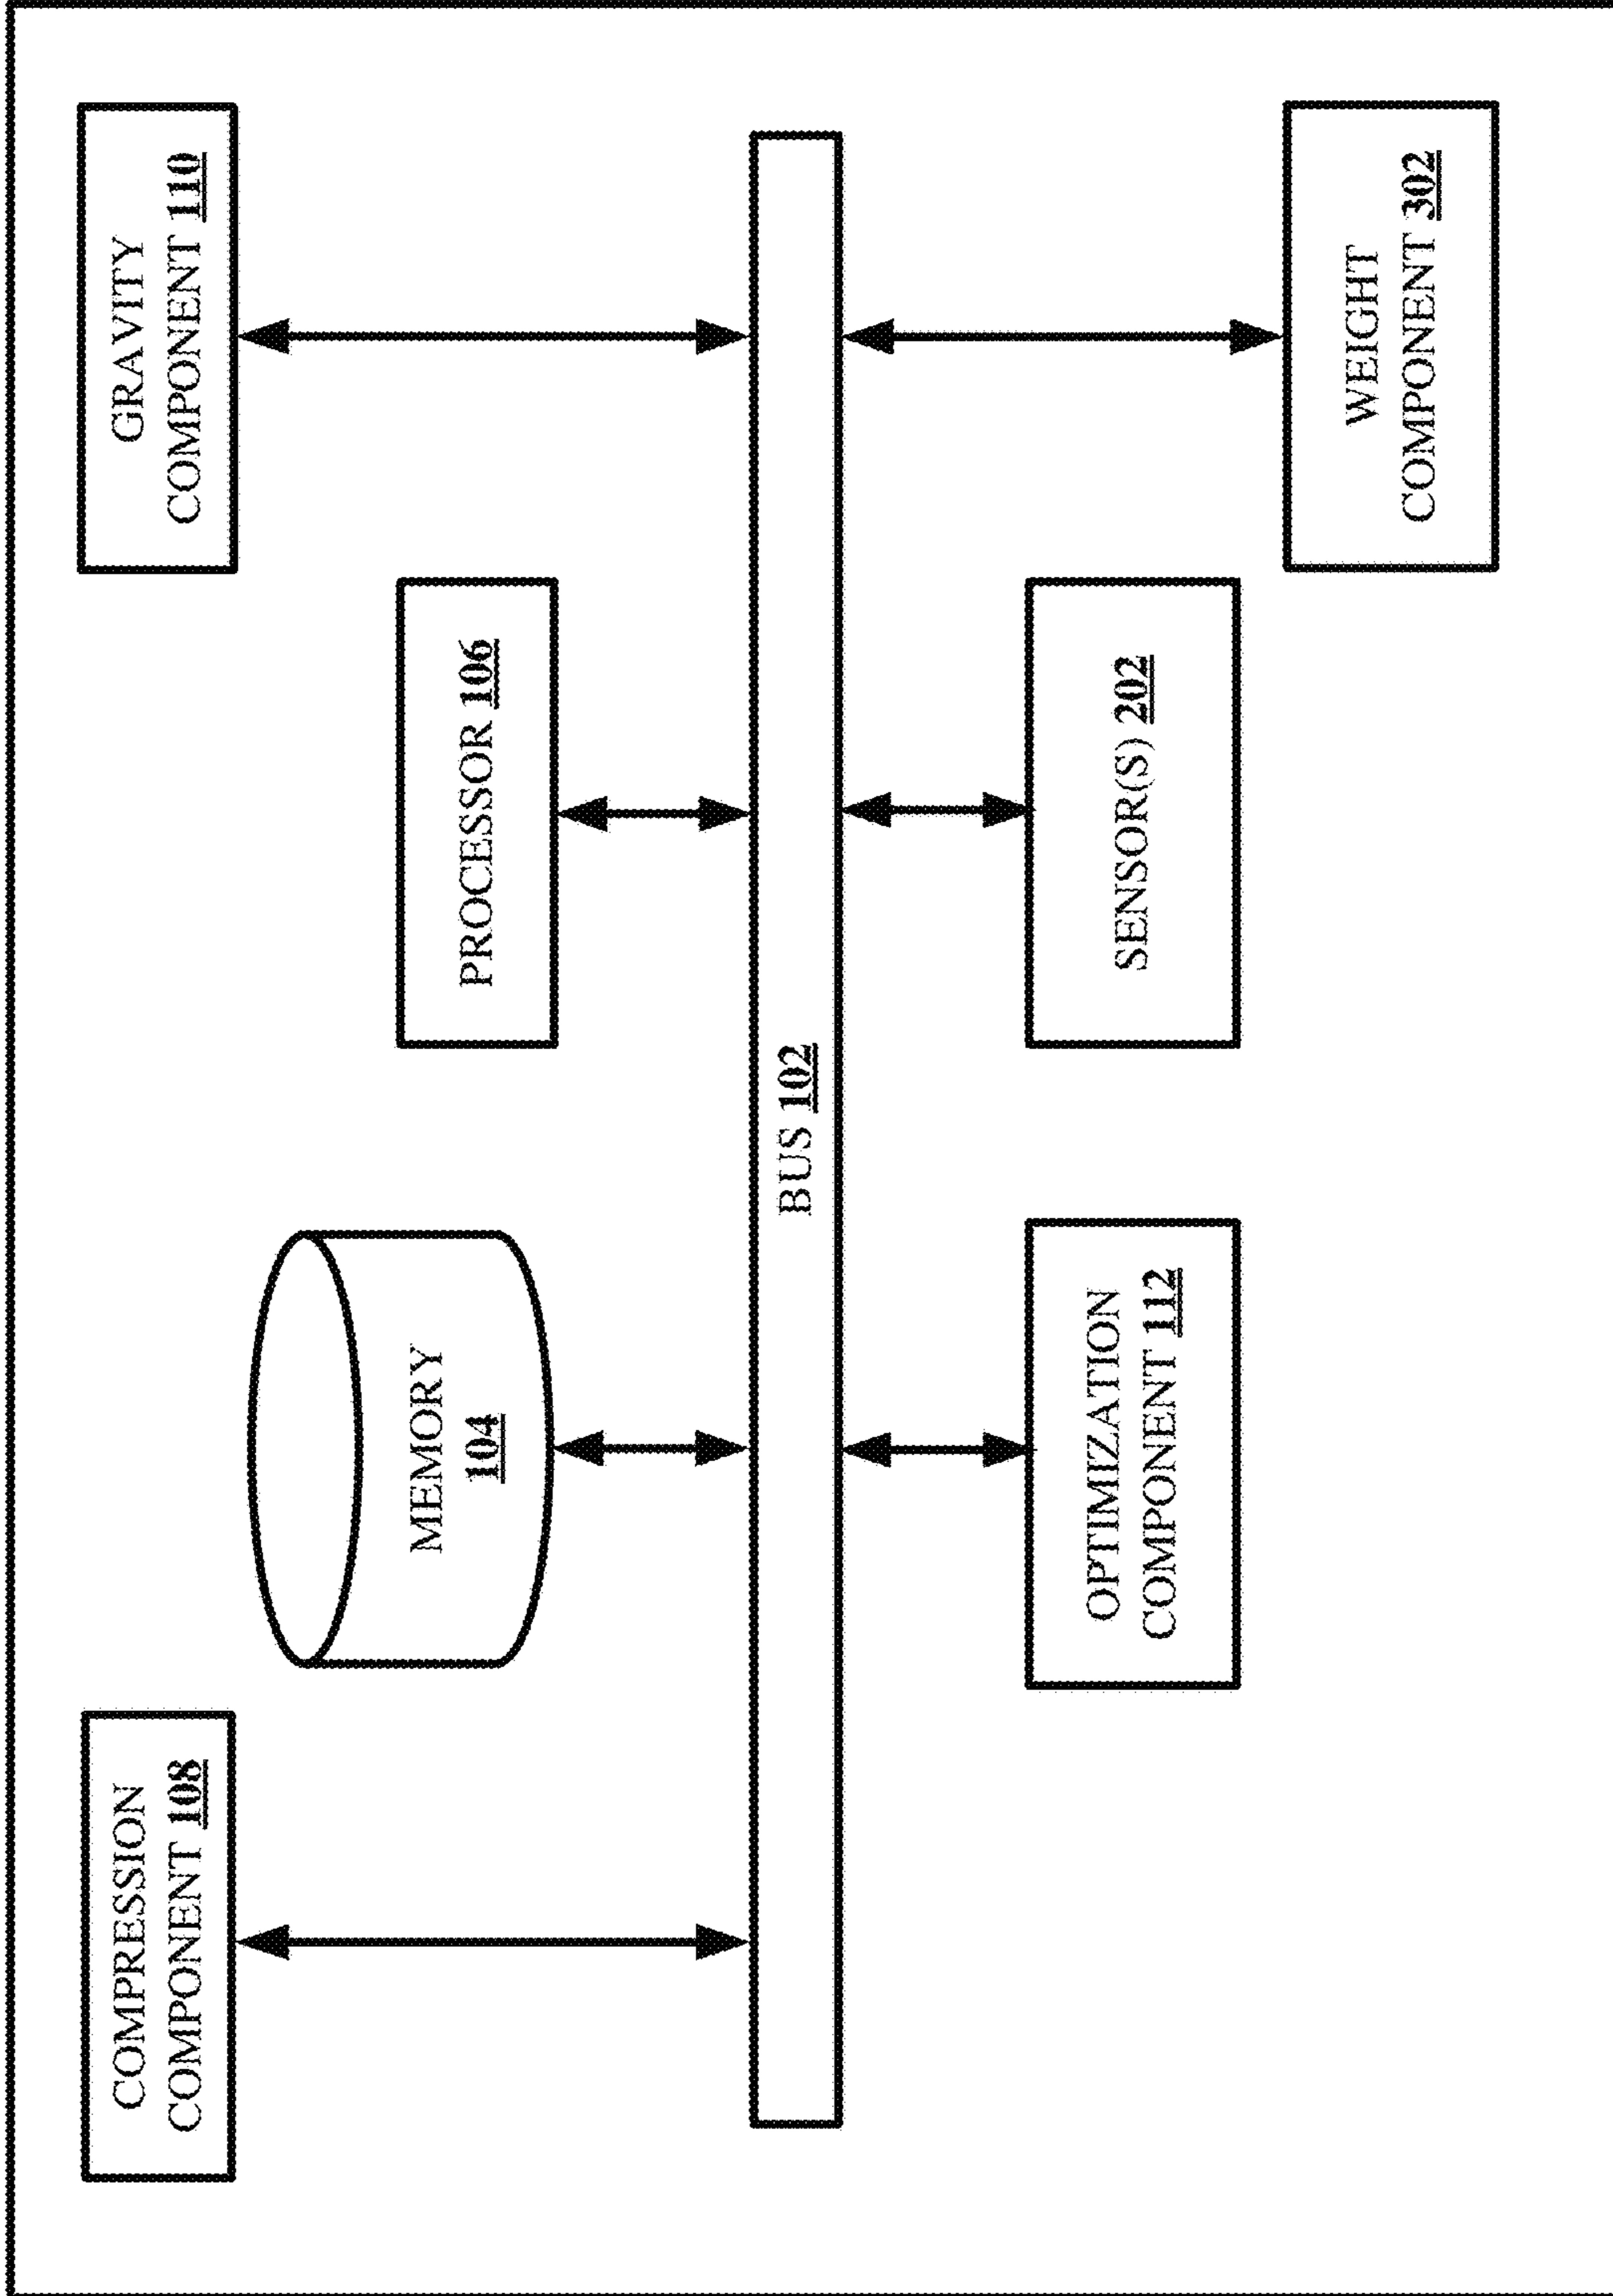 COMPRESSION
COMPONENT 108
MEMORY
104
PROCESSOR 106
GRAVITY
COMPONENT 110
BUS 102
OPTIMIZATION
COMPONENT 112
SENSOR(S) 202
WEIGHT
COMPONENT 302